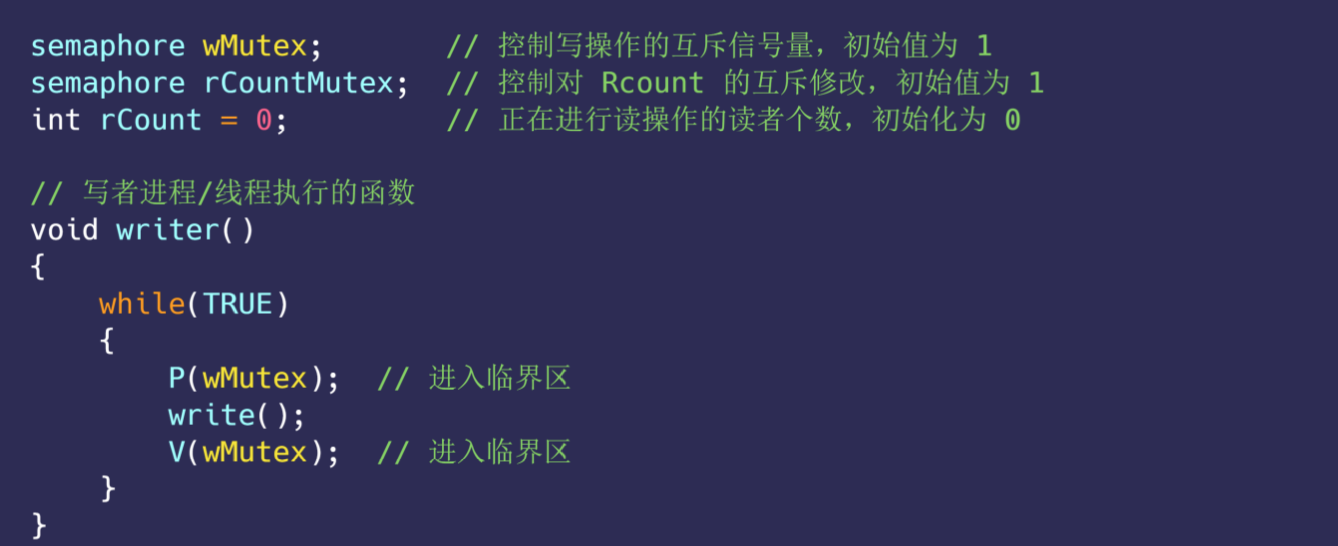 semaphore wMutex;       // 控制写操作的互斥信号量，初始值为 1
semaphore rCountMutex;  // 控制对 Rcount 的互斥修改，初始值为 1
int rCount = 0;         // 正在进行读操作的读者个数，初始化为 0

// 写者进程/线程执行的函数
void writer()
{
    while(TRUE)
    {
        P(wMutex);  // 进入临界区
        write();
        V(wMutex);  // 进入临界区
    }
}